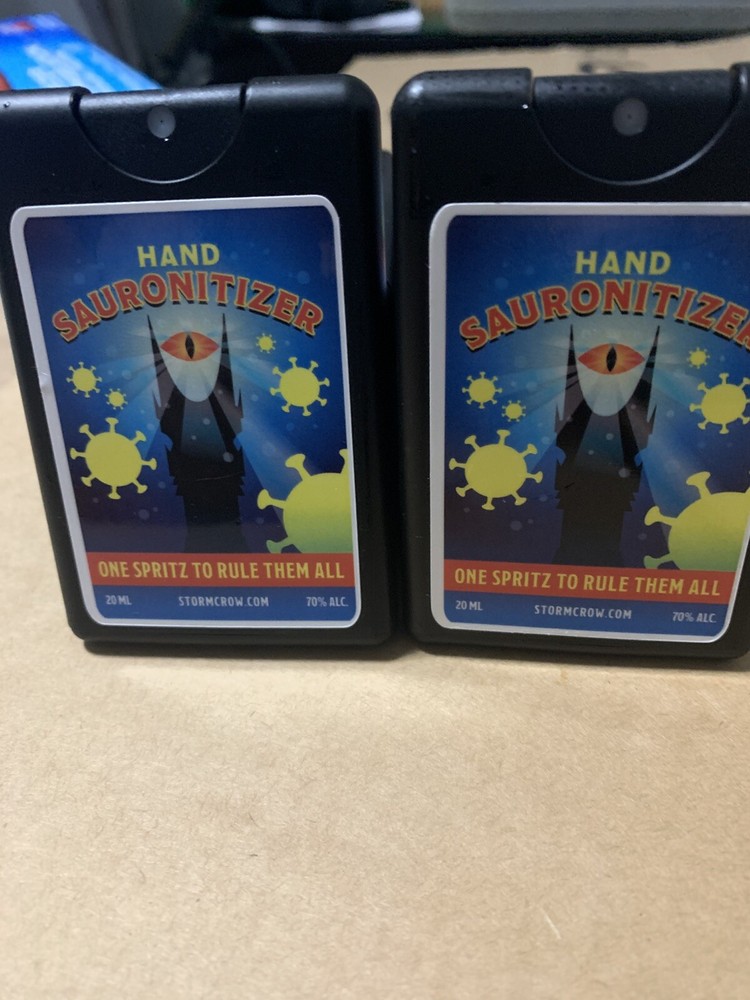 HAND
SAURONITIZER
ONE SPRITZ TO RULE THEM ALL
20 ML STORMCROW.COM 70% ALC.
HAND
SAURONITIZER
ONE SPRITZ TO RULE THEM ALL
20 ML STORMCROW.COM 70% ALC.